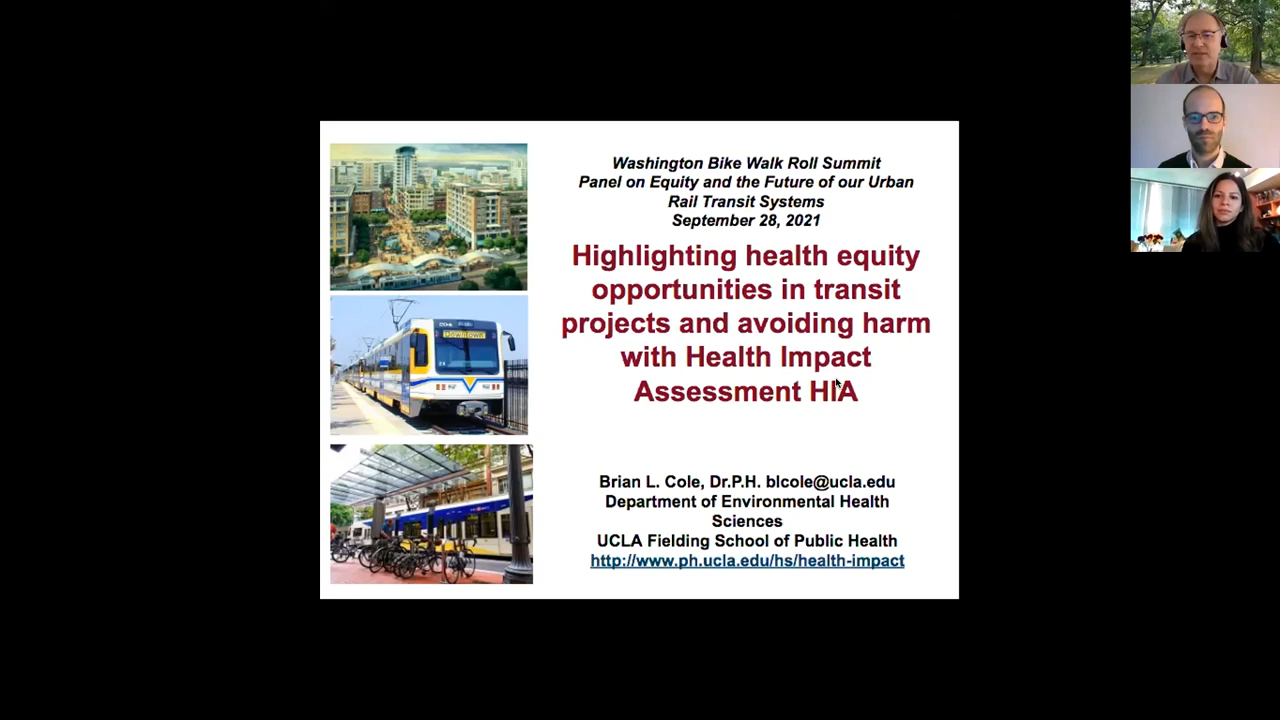 Washington Bike Walk Roll Summit
Panel on Equity and the Future of our Urban
Rail Transit Systems
September 28, 2021
Highlighting health equity
opportunities in transit
projects and avoiding harm
with Health Impact
Assessment HIA
Brian L. Cole, Dr.P.H. blcole@ucla.edu
Department of Environmental Health
Sciences
UCLA Fielding School of Public Health
http://www.ph.ucla.edu/hs/health-impact